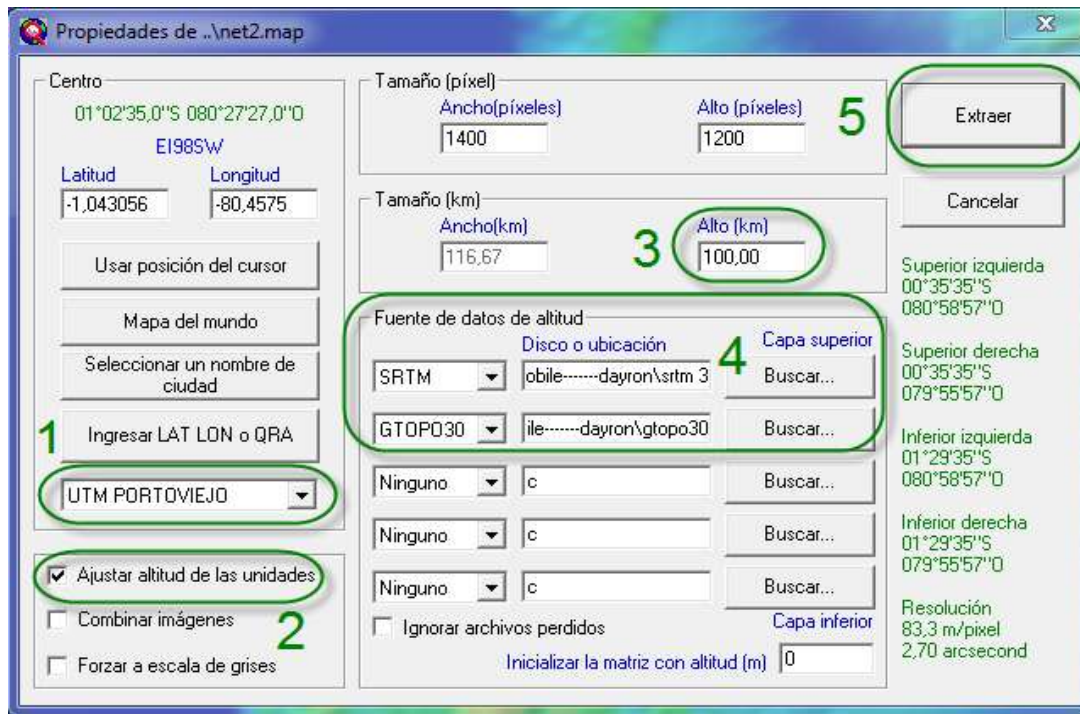 Propiedades de ..\net2.map
Centro
01°02'35,0''S 080°27'27,0''O
EI98SW
Latitud Longitud
-1,043056 -80,4575
Usar posición del cursor
Mapa del mundo
Seleccionar un nombre de
ciudad
Ingresar LAT LON o QRA
1
UTM PORTOVIEJO
Ajustar altitud de las unidades
Combinar imágenes
2
Forzar a escala de grises
Tamaño (píxel)
Ancho(píxeles) Alto (píxeles)
1400 1200
Tamaño (km)
Ancho(km) Alto (km)
116,67 3 100,00
Fuente de datos de altitud
Disco o ubicación 4 Capa superior
SRTM obile------dayron\srtm 3 Buscar...
GTOPO30 ile------dayron\gtopo30 Buscar...
Ninguno c Buscar...
Ninguno c Buscar...
Ninguno c Buscar...
Ignorar archivos perdidos Capa inferior
Inicializar la matriz con altitud (m) 0
5 Extraer
Cancelar
Superior izquierda
00°35'35''S
080°58'57''O
Superior derecha
00°35'35''S
079°55'57''O
Inferior izquierda
01°29'35''S
080°58'57''O
Inferior derecha
01°29'35''S
079°55'57''O
Resolución
83,3 m/pixel
2,70 arcsecond